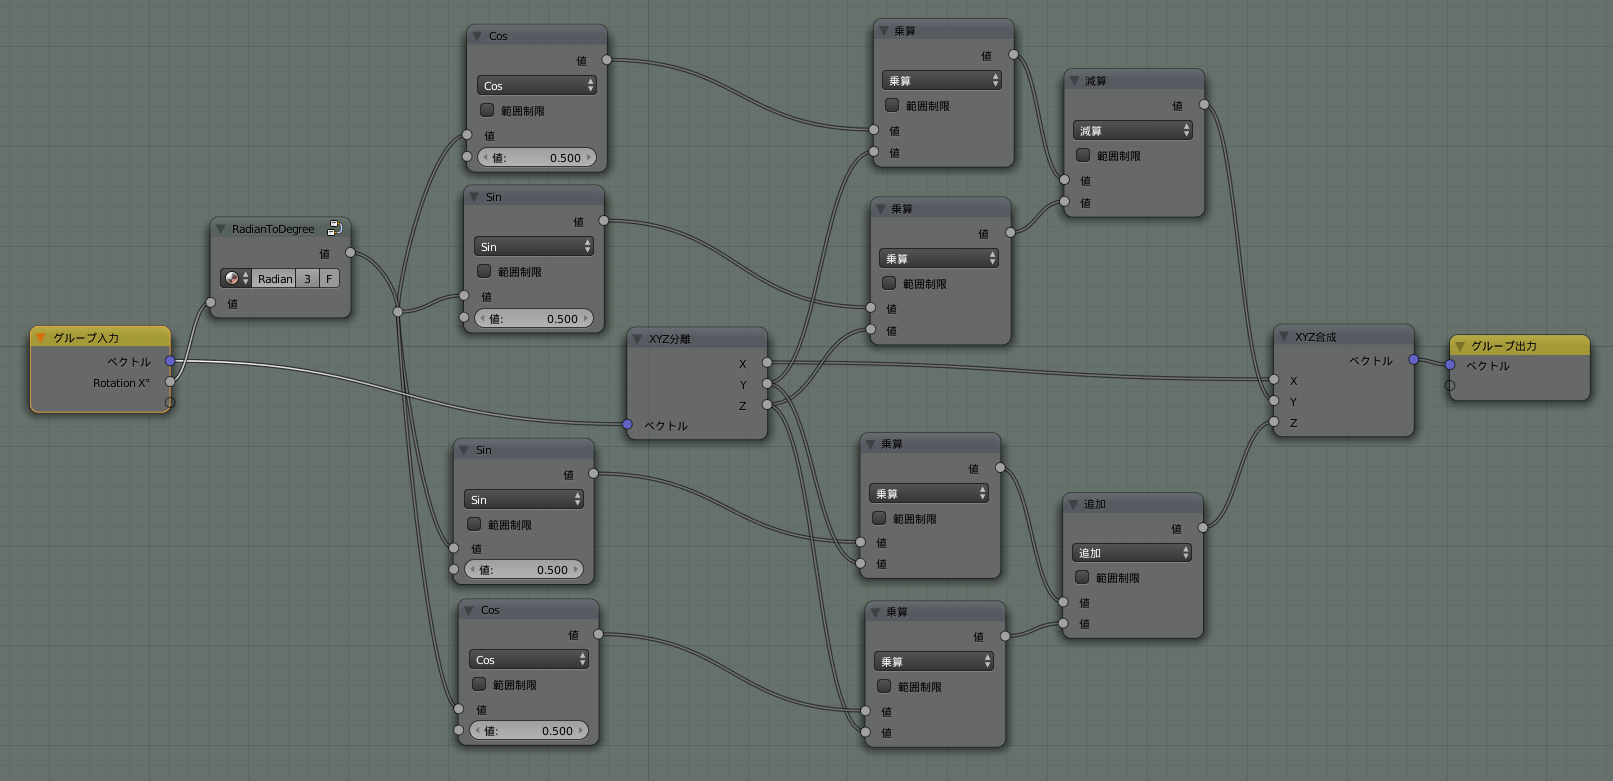 グループ入力
ベクトル
Rotation X°
RadianToDegree
値
Radian 3 F
値
Cos
値
Cos
範囲制限
値
値: 0.500
Sin
値
Sin
範囲制限
値
値: 0.500
Sin
値
Sin
範囲制限
値
値: 0.500
Cos
値
Cos
範囲制限
値
値: 0.500
XYZ分離
X
Y
Z
ベクトル
乗算
値
乗算
範囲制限
値
値
乗算
値
乗算
範囲制限
値
値
乗算
値
乗算
範囲制限
値
値
乗算
値
乗算
範囲制限
値
値
減算
値
減算
範囲制限
値
値
追加
値
追加
範囲制限
値
値
XYZ合成
ベクトル
X
Y
Z
グループ出力
ベクトル